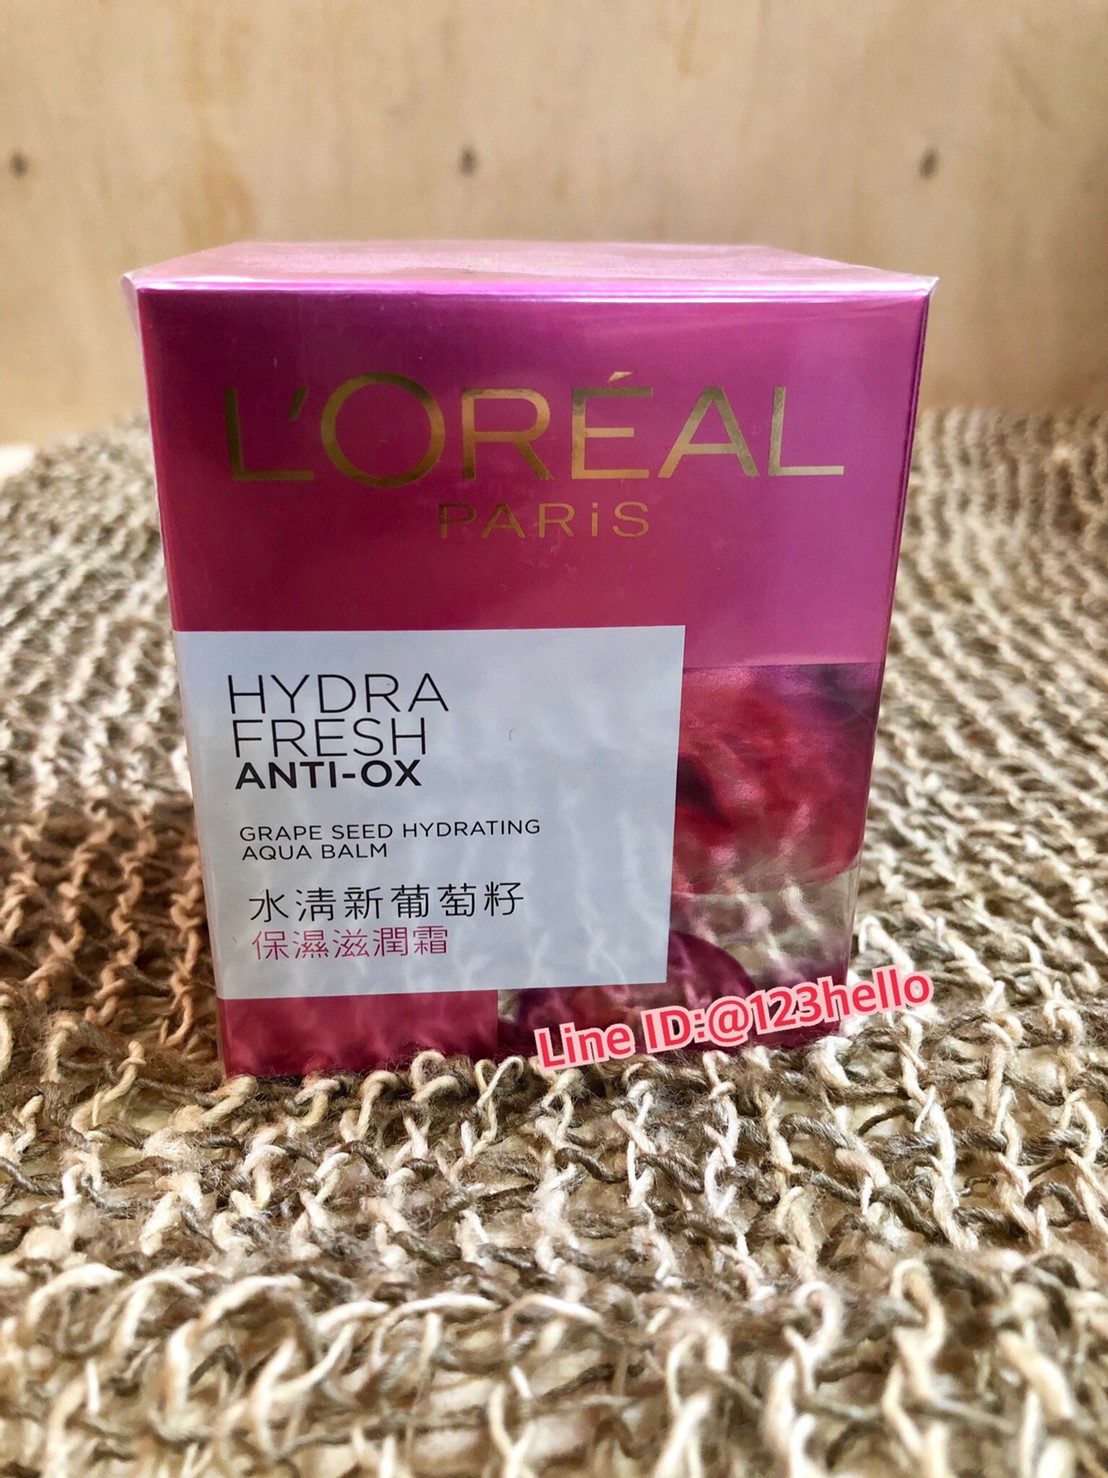 L'ORÉAL
PARiS
HYDRA
FRESH
ANTI-OX
GRAPE SEED HYDRATING
AQUA BALM
水清新葡萄籽
保濕滋潤霜
Line ID:@123hello